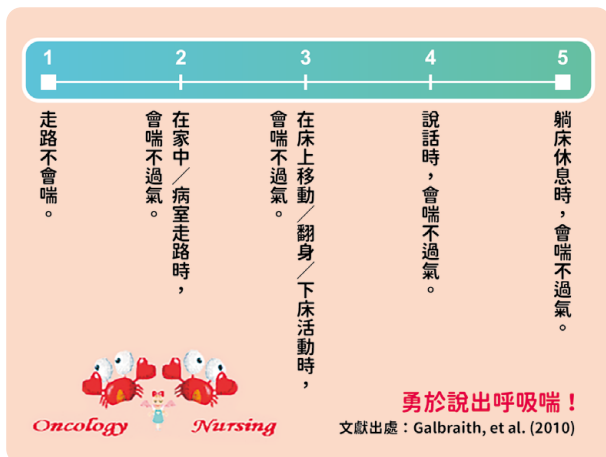 1 2 3 4 5
走路不會喘。
在家中／病室走路時，
會喘不過氣。
在床上移動／翻身／下床活動時，
會喘不過氣。
說話時，會喘不過氣。
躺床休息時，會喘不過氣。
Oncology Nursing
勇於說出呼吸喘！
文獻出處：Galbraith, et al. (2010)